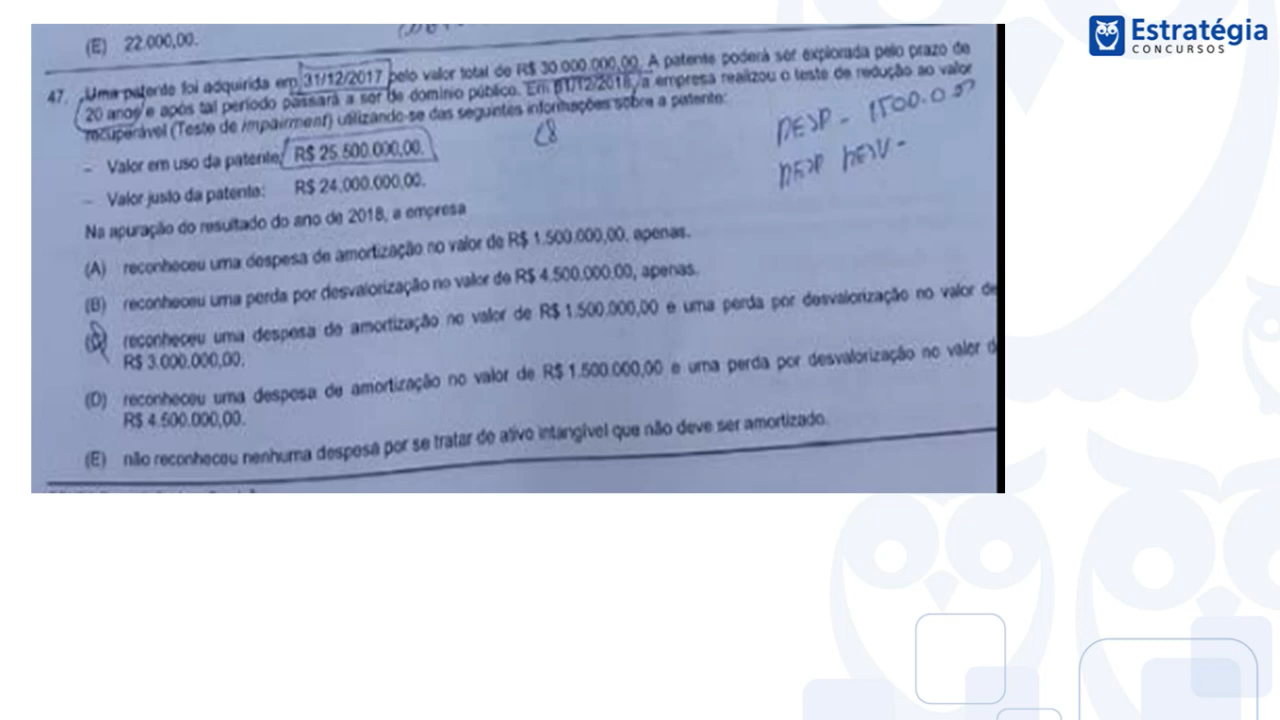 Estratégia
CONCURSOS
(E) 22.000,00.
47. Uma patente foi adquirida em 31/12/2017 pelo valor total de R$ 30.000.000,00. A patente poderá ser explorada pelo prazo de
20 anos e após tal período passará a ser de domínio público. Em 31/12/2018, a empresa realizou o teste de redução ao valor
recuperável (Teste de impairment) utilizando-se das seguintes informações sobre a patente:
– Valor em uso da patente: R$ 25.500.000,00.
– Valor justo da patente: R$ 24.000.000,00.
DESP - 1500.000
DESP DESV -
Na apuração do resultado do ano de 2018, a empresa
(A) reconheceu uma despesa de amortização no valor de R$ 1.500.000,00, apenas.
(B) reconheceu uma perda por desvalorização no valor de R$ 4.500.000,00, apenas.
(C) reconheceu uma despesa de amortização no valor de R$ 1.500.000,00 e uma perda por desvalorização no valor de
R$ 3.000.000,00.
(D) reconheceu uma despesa de amortização no valor de R$ 1.500.000,00 e uma perda por desvalorização no valor d
R$ 4.500.000,00.
(E) não reconheceu nenhuma despesa por se tratar de ativo intangível que não deve ser amortizado.